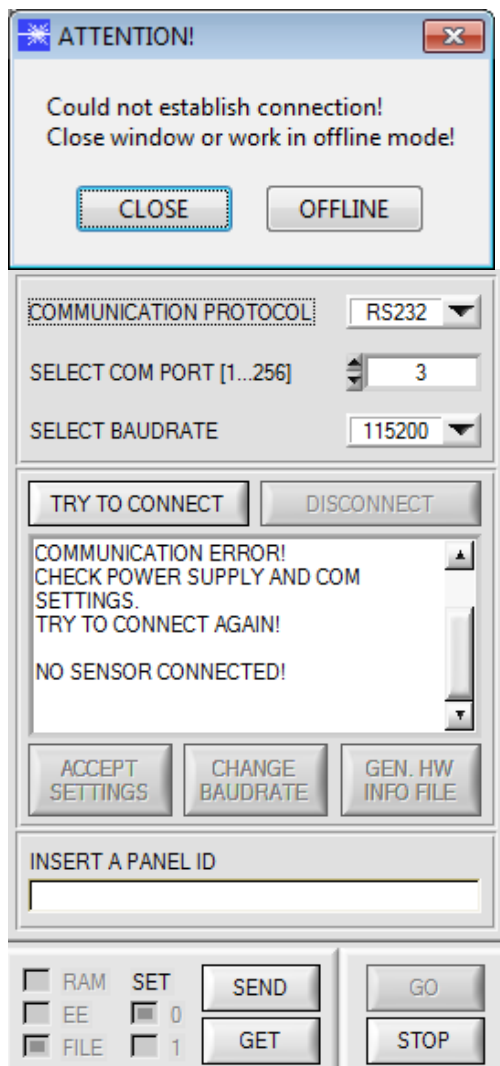 ATTENTION!
Could not establish connection!
Close window or work in offline mode!
CLOSE OFFLINE
COMMUNICATION PROTOCOL RS232
SELECT COM PORT [1...256] 3
SELECT BAUDRATE 115200
TRY TO CONNECT DISCONNECT
COMMUNICATION ERROR!
CHECK POWER SUPPLY AND COM
SETTINGS.
TRY TO CONNECT AGAIN!
NO SENSOR CONNECTED!
ACCEPT SETTINGS CHANGE BAUDRATE GEN. HW INFO FILE
INSERT A PANEL ID
RAM SET SEND GO
EE 0
FILE 1 GET STOP